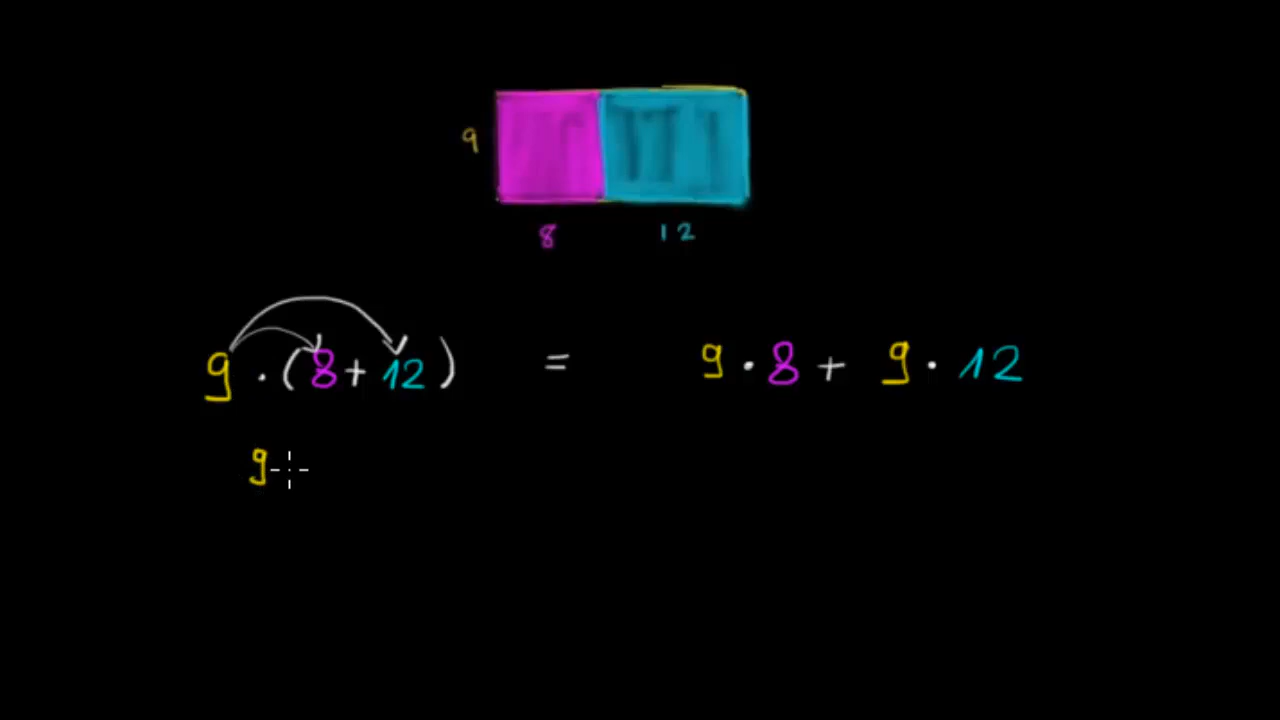 9
8 12
9 · (8 + 12) = 9 · 8 + 9 · 12
9